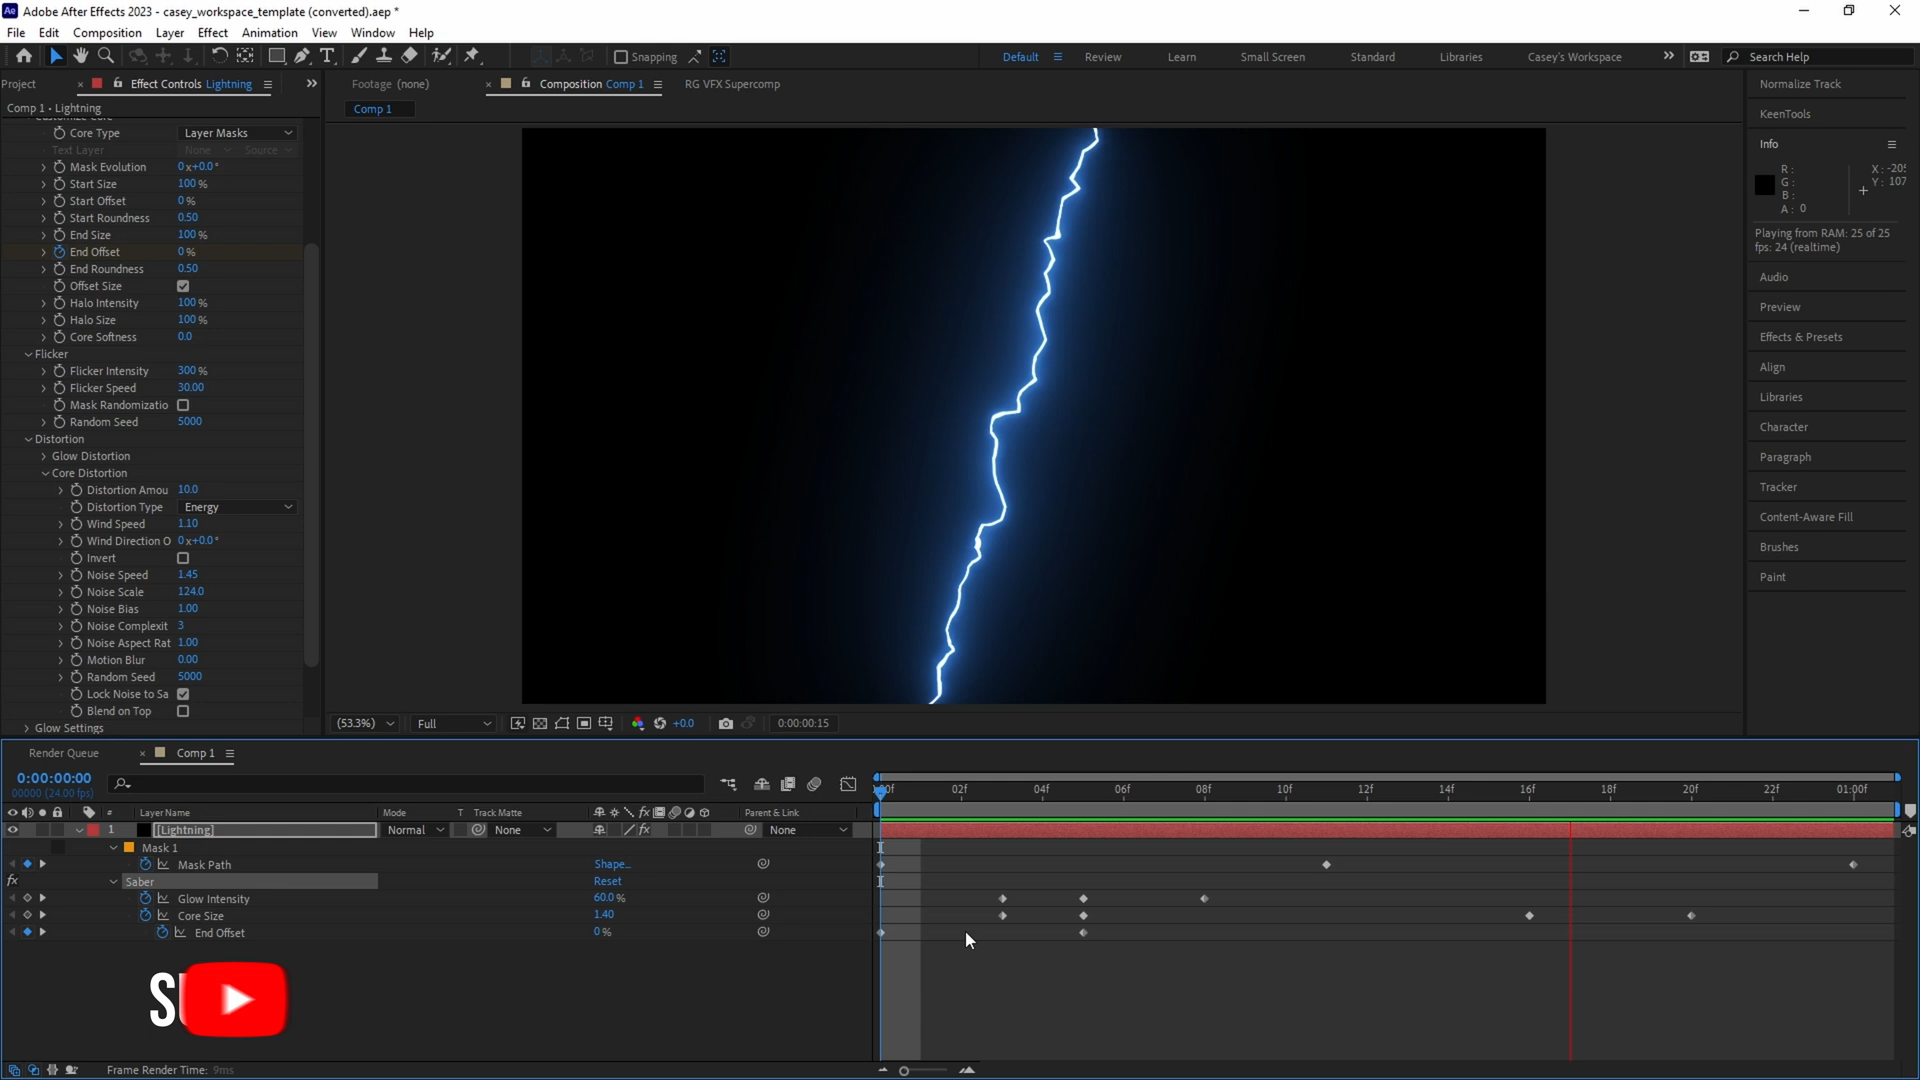 Adobe After Effects 2023 - casey_workspace_template (converted).aep *
File Edit Composition Layer Effect Animation View Window Help
Snapping Default Review Learn Small Screen Standard Libraries Casey's Workspace Search Help
Project Effect Controls Lightning Footage (none) Composition Comp 1 RG VFX Supercomp
Comp 1 • Lightning
Comp 1
Core Type Layer Masks
Text Layer None Source
Mask Evolution 0x+0.0°
Start Size 100%
Start Offset 0%
Start Roundness 0.50
End Size 100%
End Offset 0%
End Roundness 0.50
Offset Size
Halo Intensity 100%
Halo Size 100%
Core Softness 0.0
Flicker
Flicker Intensity 300%
Flicker Speed 30.00
Mask Randomizatio
Random Seed 5000
Distortion
Glow Distortion
Core Distortion
Distortion Amou 10.0
Distortion Type Energy
Wind Speed 1.10
Wind Direction O 0x+0.0°
Invert
Noise Speed 1.45
Noise Scale 124.0
Noise Bias 1.00
Noise Complexit 3
Noise Aspect Rat 1.00
Motion Blur 0.00
Random Seed 5000
Lock Noise to Sa
Blend on Top
Glow Settings
(53.3%) Full +0.0 0:00:00:15
Normalize Track
KeenTools
Info
R:
G:
B:
A: 0
X: -205
Y: 107
Playing from RAM: 25 of 25
fps: 24 (realtime)
Audio
Preview
Effects & Presets
Align
Libraries
Character
Paragraph
Tracker
Content-Aware Fill
Brushes
Paint
Render Queue Comp 1
0:00:00:00
00000 (24.00 fps)
02f 04f 06f 08f 10f 12f 14f 16f 18f 20f 22f 01:00f
# Layer Name Mode T Track Matte Parent & Link
1 [Lightning] Normal None None
Mask 1
Mask Path Shape...
fx Saber Reset
Glow Intensity 60.0%
Core Size 1.40
End Offset 0%
Frame Render Time: 9ms